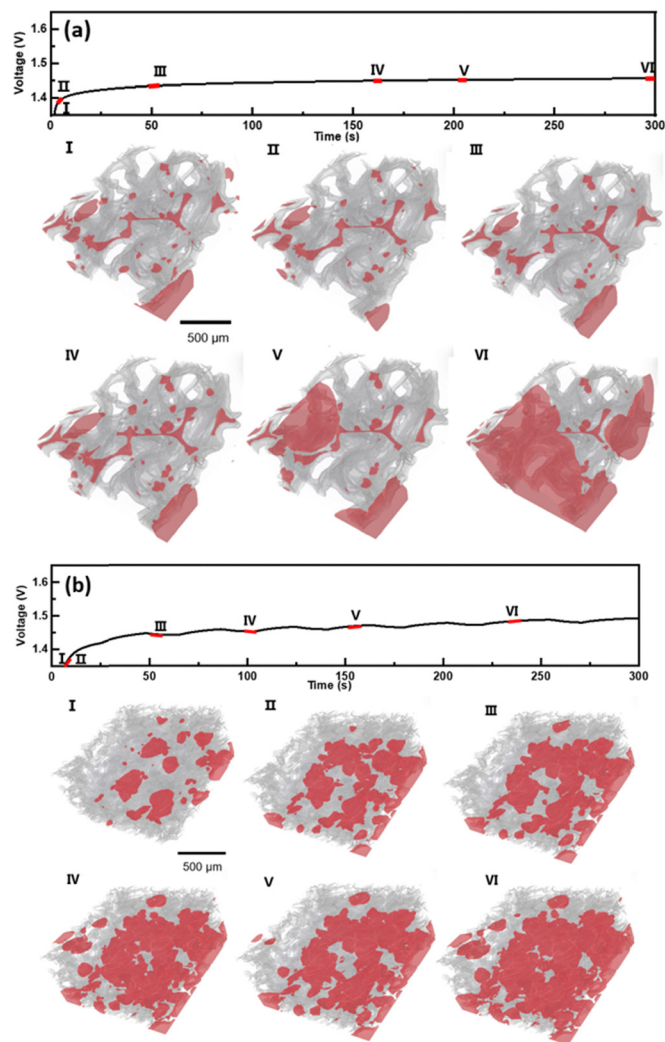 (a)
Voltage (V)
1.6
1.5
1.4
I
II
III
IV
V
VI
0
50
100
150
200
250
300
Time (s)
I
II
III
500 µm
IV
V
VI
(b)
Voltage (V)
1.6
1.5
1.4
I
II
III
IV
V
VI
0
50
100
150
200
250
300
Time (s)
I
II
III
500 µm
IV
V
VI